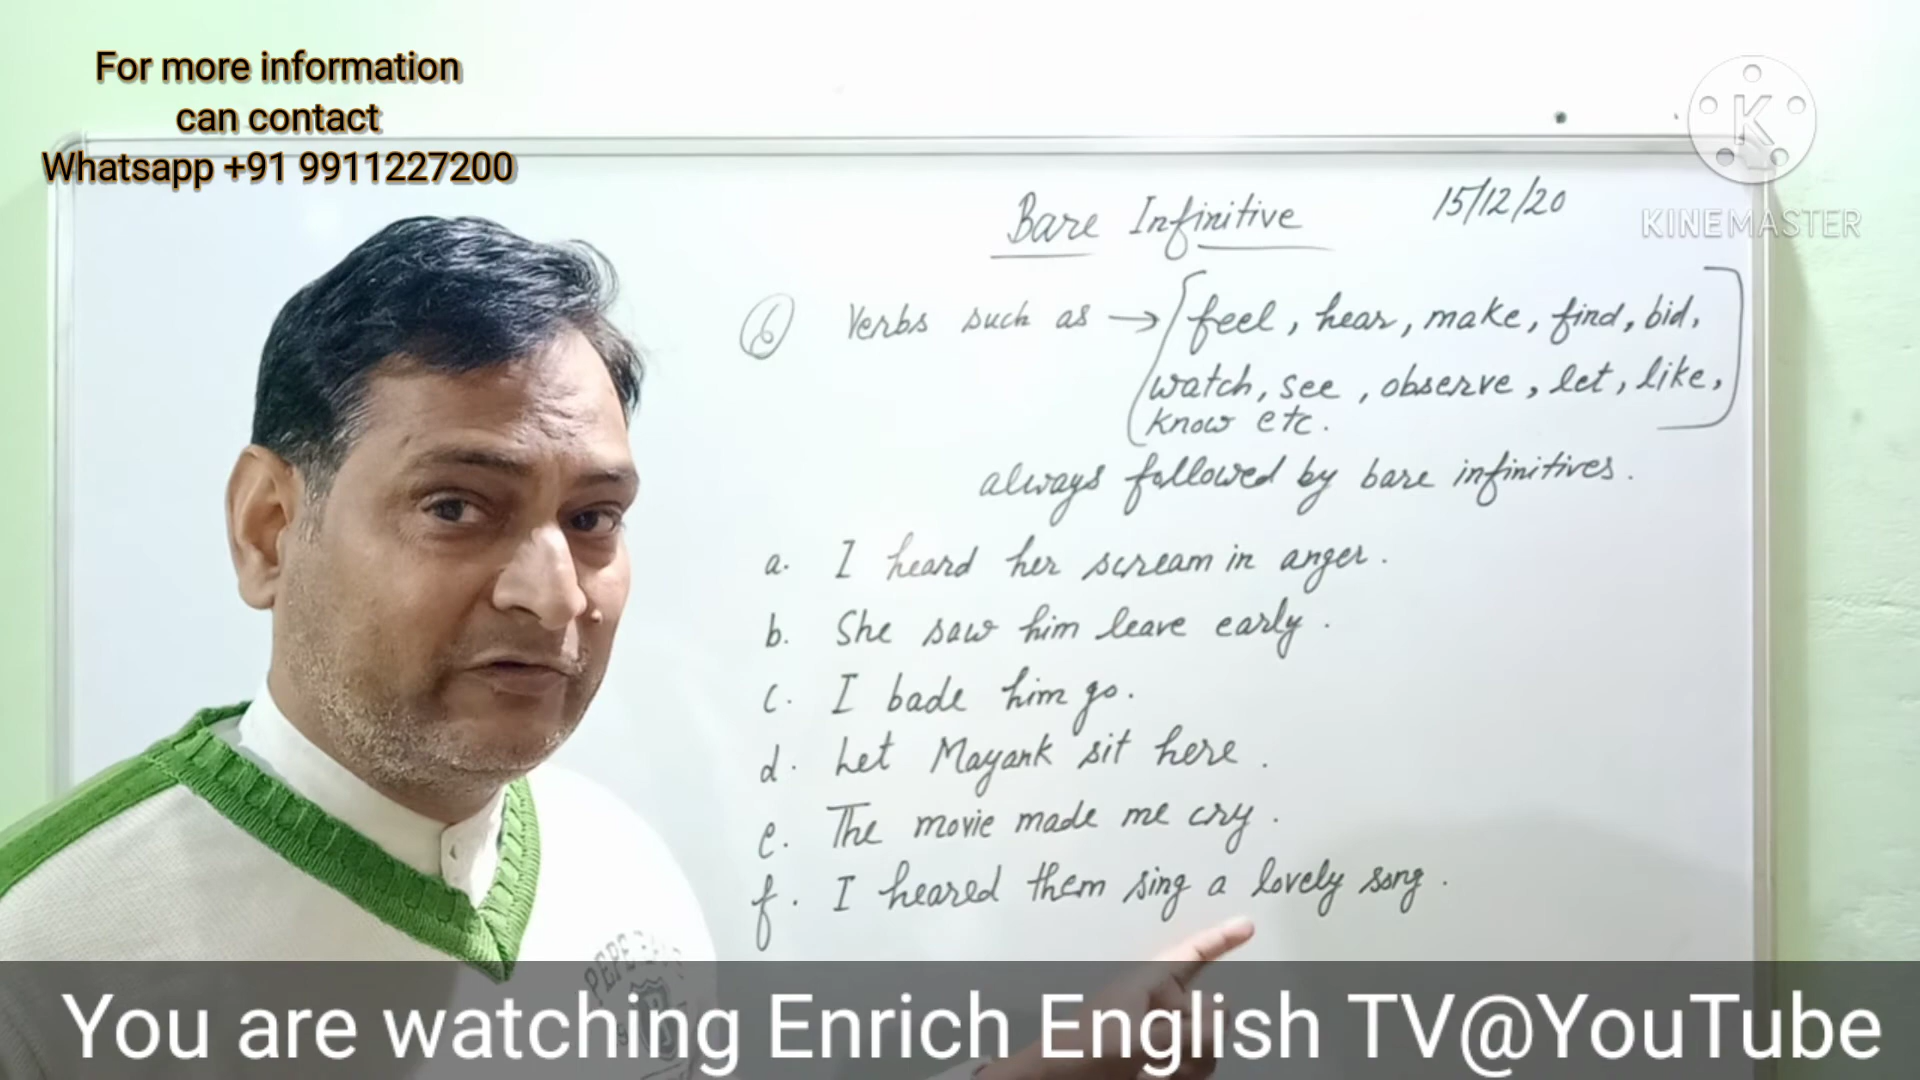 For more information
can contact
Whatsapp +91 9911227200
KINEMASTER
Bare Infinitive 15/12/20
6 Verbs such as → feel, hear, make, find, bid,
watch, see, observe, let, like,
know etc.
always followed by bare infinitives.
a. I heard her scream in anger.
b. She saw him leave early.
c. I bade him go.
d. Let Mayank sit here.
e. The movie made me cry.
f. I heared them sing a lovely song.
PEPE
You are watching Enrich English TV@YouTube